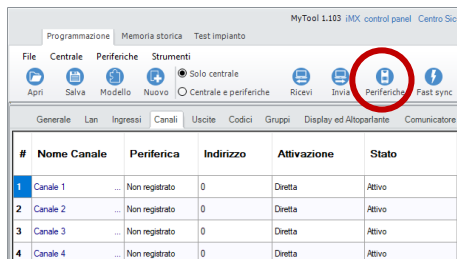 MyTool 1.103 iMX control panel Centro Sic
Programmazione Memoria storica Test impianto
File Centrale Periferiche Strumenti
Solo centrale
Centrale e periferiche
Apri Salva Modello Nuovo Ricevi Invia Periferiche Fast sync
Generale Lan Ingressi Canali Uscite Codici Gruppi Display ed Altoparlante Comunicatore
# Nome Canale Periferica Indirizzo Attivazione Stato
1 Canale 1 ... Non registrato 0 Diretta Attivo
2 Canale 2 ... Non registrato 0 Diretta Attivo
3 Canale 3 ... Non registrato 0 Diretta Attivo
4 Canale 4 ... Non registrato 0 Diretta Attivo